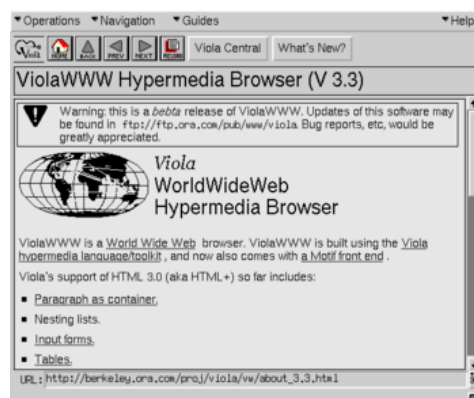 Operations Navigation Guides Help
Viola HOME BACK PREV NEXT RECORD Viola Central What's New?
ViolaWWW Hypermedia Browser (V 3.3)
Warning: this is a bebta release of ViolaWWW. Updates of this software may
be found in ftp://ftp.ora.com/pub/www/viola Bug reports, etc, would be
greatly appreciated.
Viola
WorldWideWeb
Hypermedia Browser
ViolaWWW is a World Wide Web browser. ViolaWWW is built using the Viola
hypermedia language/toolkit , and now also comes with a Motif front end .
Viola's support of HTML 3.0 (aka HTML+) so far includes:
Paragraph as container.
Nesting lists.
Input forms.
Tables.
URL: http://berkeley.ora.com/proj/viola/vw/about_3.3.html